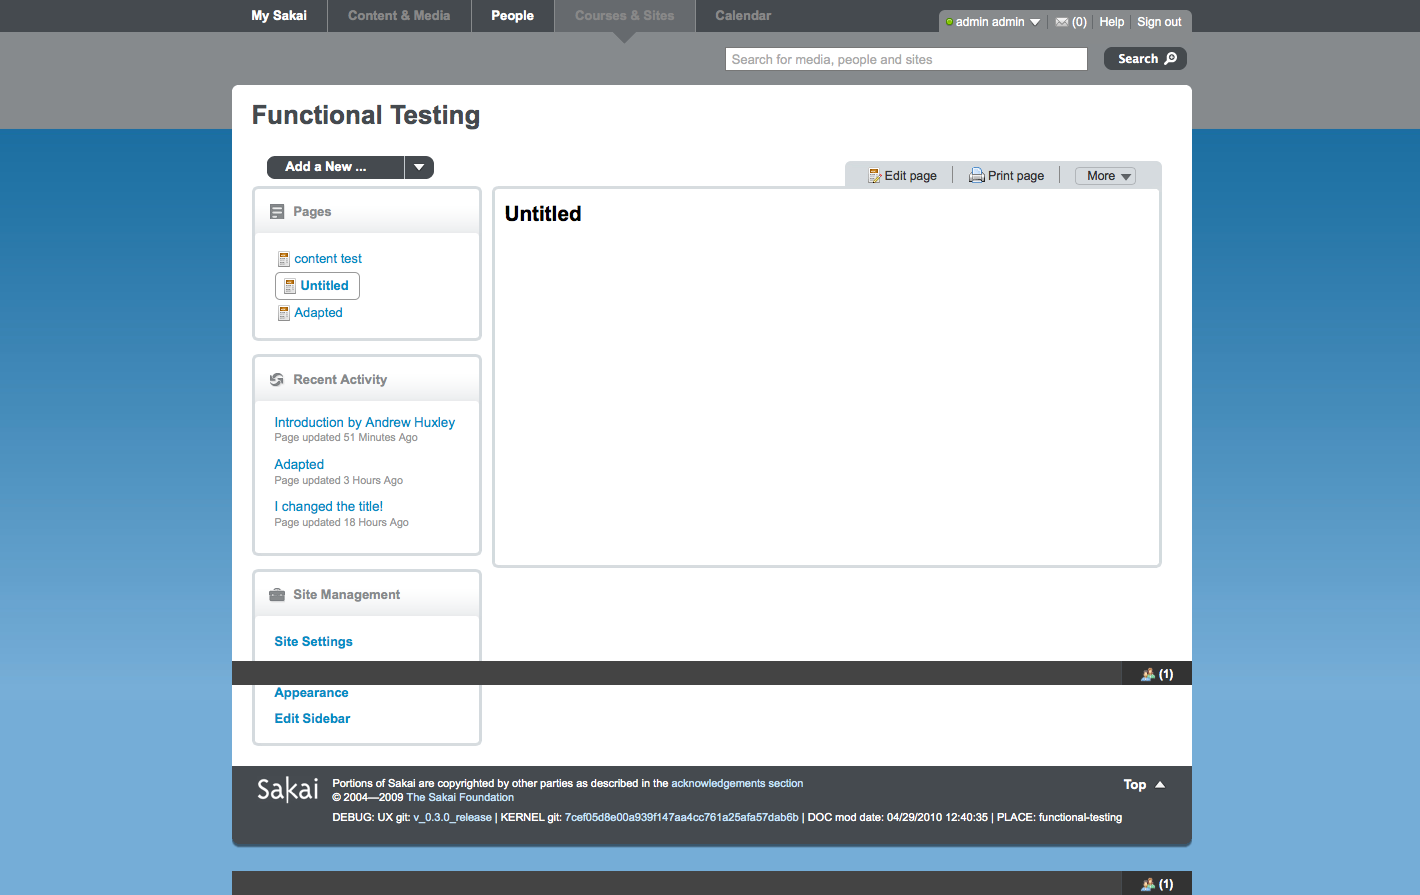 My Sakai
Content & Media
People
Courses & Sites
Calendar
admin admin
(0)
Help
Sign out
Search for media, people and sites
Search
Functional Testing
Add a New ...
Edit page
Print page
More
Pages
content test
Untitled
Adapted
Untitled
Recent Activity
Introduction by Andrew Huxley
Page updated 51 Minutes Ago
Adapted
Page updated 3 Hours Ago
I changed the title!
Page updated 18 Hours Ago
Site Management
Site Settings
(1)
Appearance
Edit Sidebar
Sakai
Portions of Sakai are copyrighted by other parties as described in the acknowledgements section
© 2004—2009 The Sakai Foundation
DEBUG: UX git: v_0.3.0_release | KERNEL git: 7cef05d8e00a939f147aa4cc761a25afa57dab6b | DOC mod date: 04/29/2010 12:40:35 | PLACE: functional-testing
Top
(1)